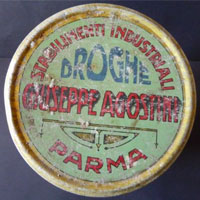 STABILIMENTI INDUSTRIALI
DROGHE
GIUSEPPE AGOSTINI
PARMA